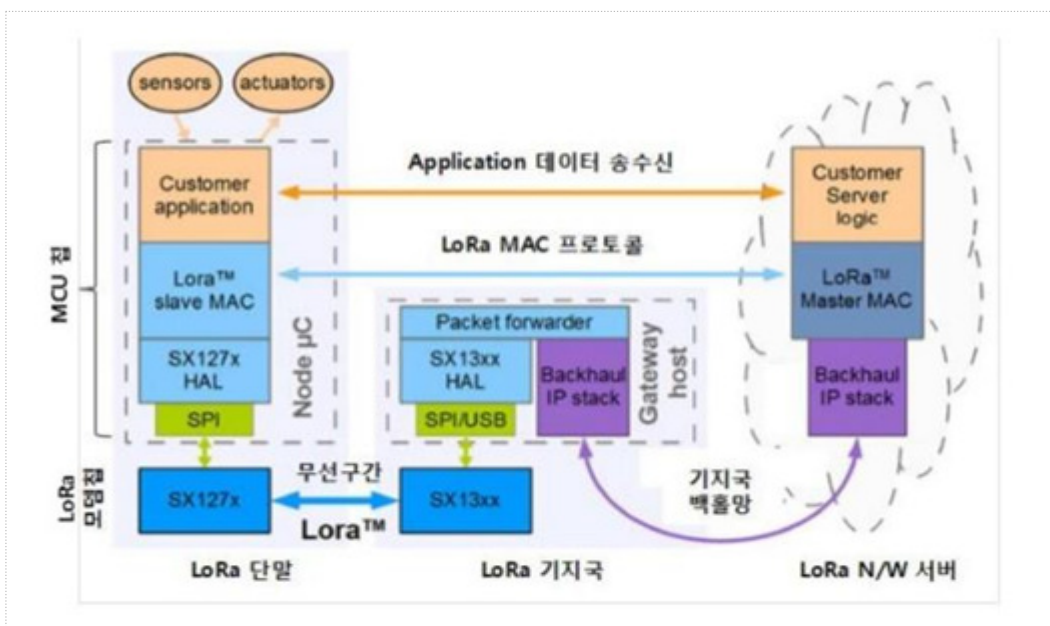 sensors
actuators
Customer
application
Lora™
slave MAC
SX127x
HAL
SPI
Node µC
MCU 칩
SX127x
LoRa
모뎀칩
LoRa 단말
Application 데이터 송수신
LoRa MAC 프로토콜
Packet forwarder
SX13xx
HAL
SPI/USB
Backhaul
IP stack
Gateway
host
무선구간
Lora™
SX13xx
LoRa 기지국
기지국
백홀망
Customer
Server
logic
LoRa™
Master MAC
Backhaul
IP stack
LoRa N/W 서버